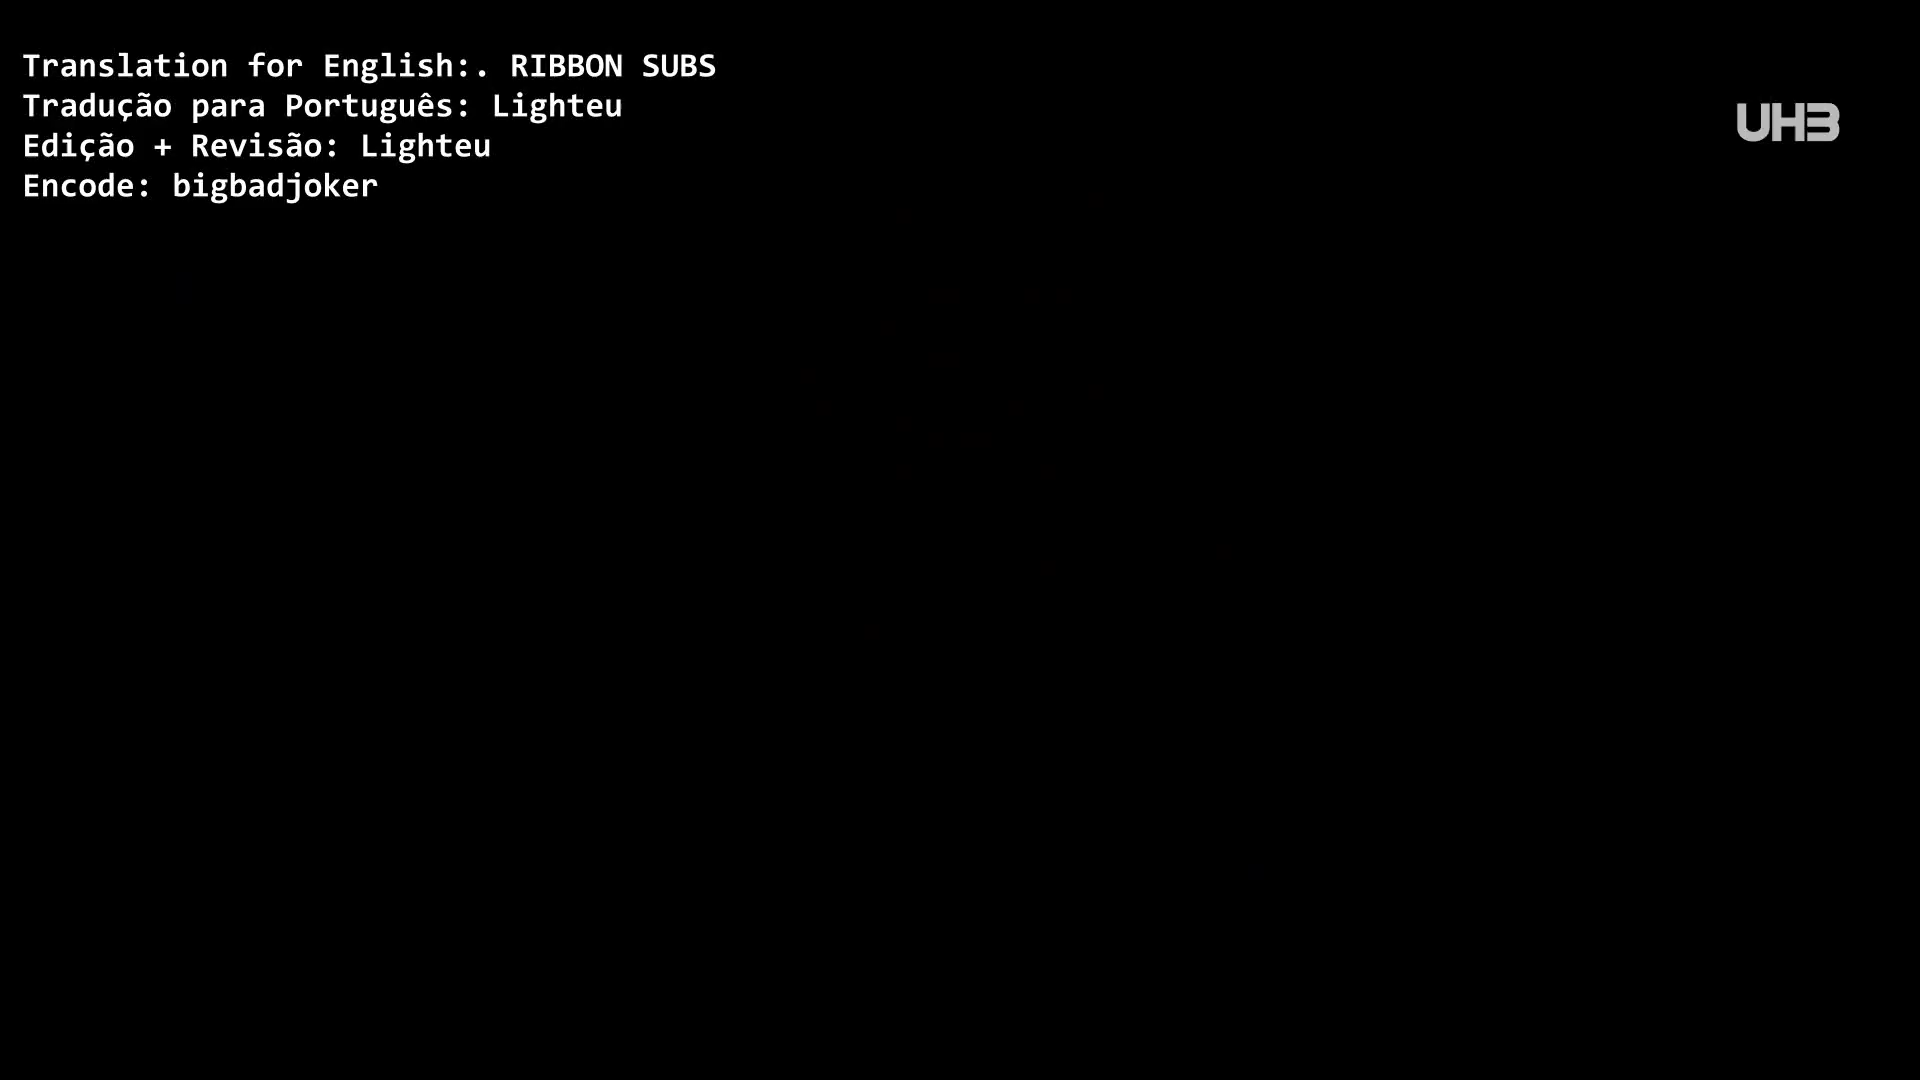 Translation for English:. RIBBON SUBS
Tradução para Português: Lighteu
Edição + Revisão: Lighteu
Encode: bigbadjoker
UHB